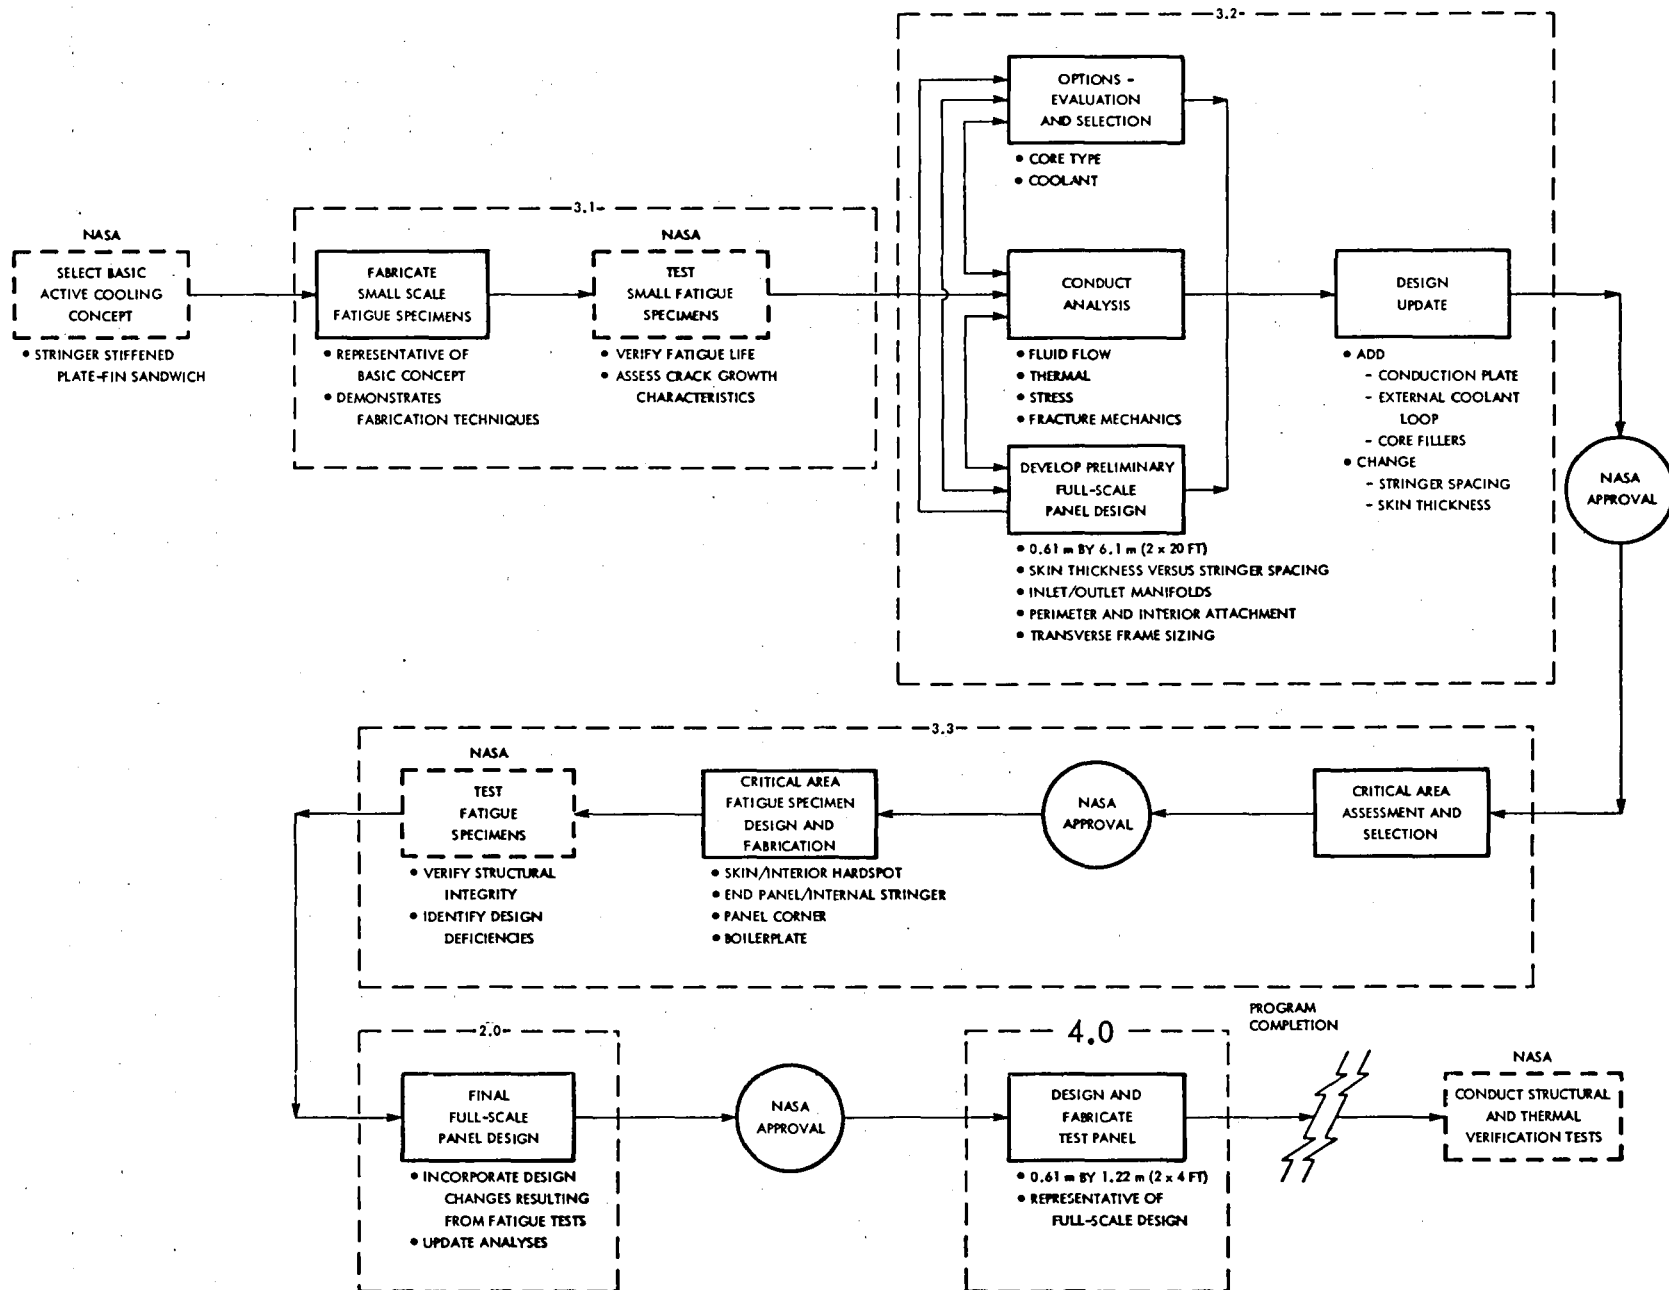 3.1
NASA
SELECT BASIC
ACTIVE COOLING
CONCEPT
• STRINGER STIFFENED
PLATE-FIN SANDWICH
FABRICATE
SMALL SCALE
FATIGUE SPECIMENS
• REPRESENTATIVE OF
BASIC CONCEPT
• DEMONSTRATES
FABRICATION TECHNIQUES
NASA
TEST
SMALL FATIGUE
SPECIMENS
• VERIFY FATIGUE LIFE
• ASSESS CRACK GROWTH
CHARACTERISTICS
3.2
OPTIONS -
EVALUATION
AND SELECTION
• CORE TYPE
• COOLANT
CONDUCT
ANALYSIS
• FLUID FLOW
• THERMAL
• STRESS
• FRACTURE MECHANICS
DEVELOP PRELIMINARY
FULL-SCALE
PANEL DESIGN
• 0.61 m BY 6.1 m (2 x 20 FT)
• SKIN THICKNESS VERSUS STRINGER SPACING
• INLET/OUTLET MANIFOLDS
• PERIMETER AND INTERIOR ATTACHMENT
• TRANSVERSE FRAME SIZING
DESIGN
UPDATE
• ADD
- CONDUCTION PLATE
- EXTERNAL COOLANT
LOOP
- CORE FILLERS
• CHANGE
- STRINGER SPACING
- SKIN THICKNESS
NASA
APPROVAL
3.3
CRITICAL AREA
ASSESSMENT AND
SELECTION
NASA
APPROVAL
CRITICAL AREA
FATIGUE SPECIMEN
DESIGN AND
FABRICATION
• SKIN/INTERIOR HARDSPOT
• END PANEL/INTERNAL STRINGER
• PANEL CORNER
• BOILERPLATE
NASA
TEST
FATIGUE
SPECIMENS
• VERIFY STRUCTURAL
INTEGRITY
• IDENTIFY DESIGN
DEFICIENCIES
2.0
FINAL
FULL-SCALE
PANEL DESIGN
• INCORPORATE DESIGN
CHANGES RESULTING
FROM FATIGUE TESTS
• UPDATE ANALYSES
NASA
APPROVAL
4.0
DESIGN AND
FABRICATE
TEST PANEL
• 0.61 m BY 1.22 m (2 x 4 FT)
• REPRESENTATIVE OF
FULL-SCALE DESIGN
PROGRAM
COMPLETION
NASA
CONDUCT STRUCTURAL
AND THERMAL
VERIFICATION TESTS